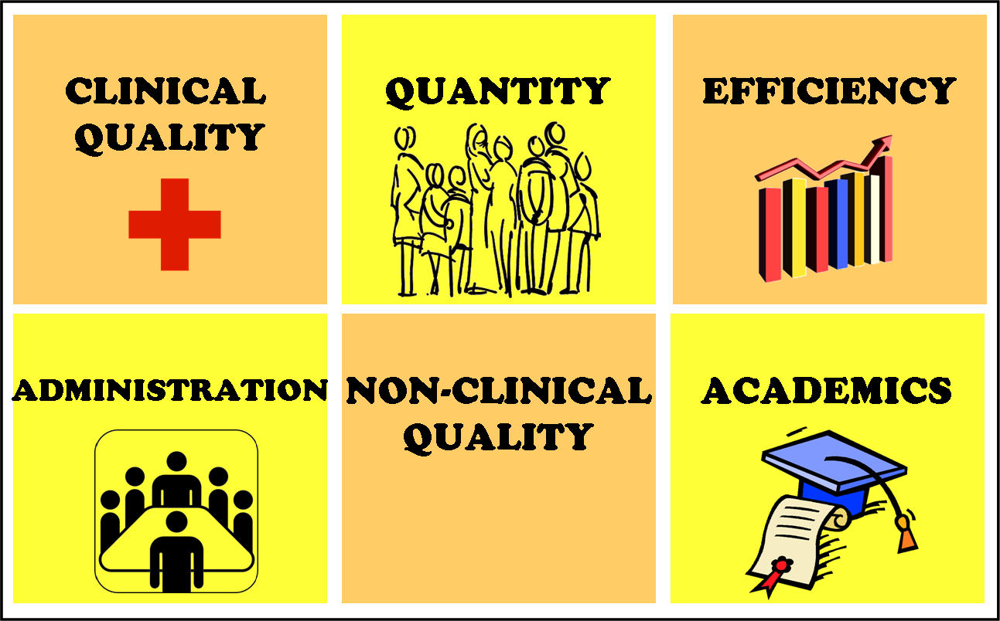 CLINICAL
QUALITY
QUANTITY
EFFICIENCY
ADMINISTRATION
NON-CLINICAL
QUALITY
ACADEMICS